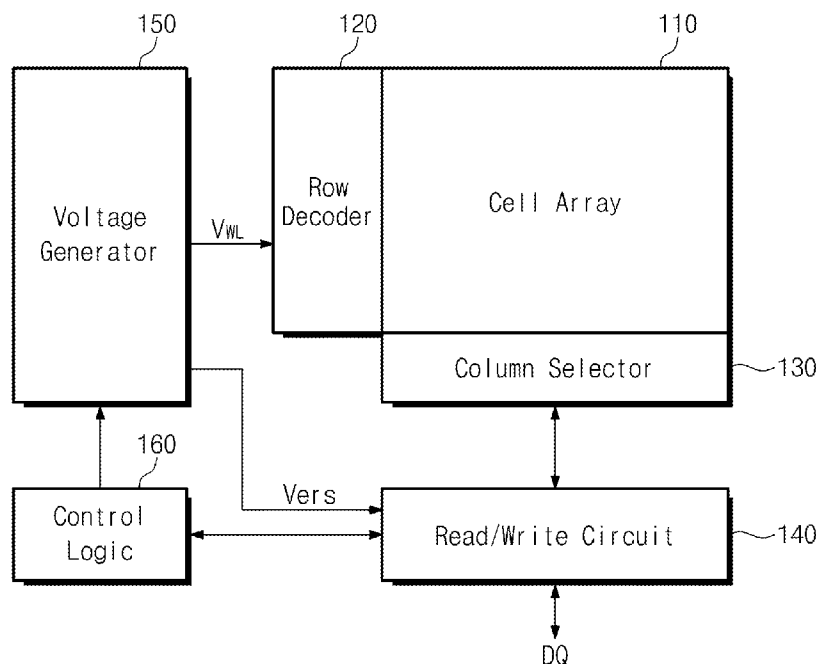 150
120
110
Voltage
Generator
VWL
Row
Decoder
Cell Array
Column Selector
130
160
Control
Logic
Vers
Read/Write Circuit
140
DQ